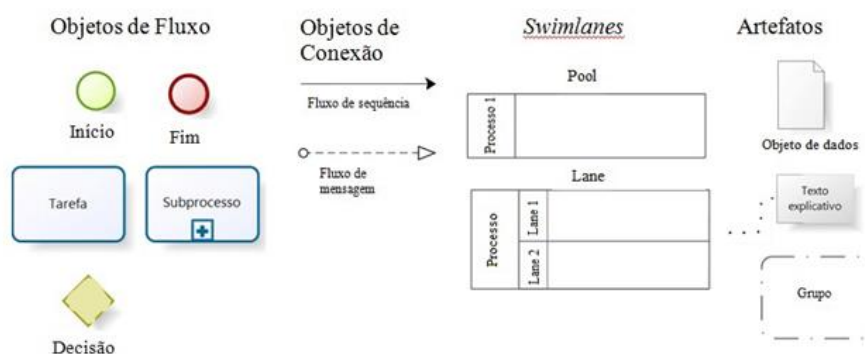 Objetos de Fluxo
Início
Fim
Tarefa
Subprocesso
Decisão
Objetos de
Conexão
Fluxo de sequência
Fluxo de
mensagem
Swimlanes
Pool
Processo 1
Lane
Processo
Lane 1
Lane 2
Artefatos
Objeto de dados
Texto
explicativo
Grupo